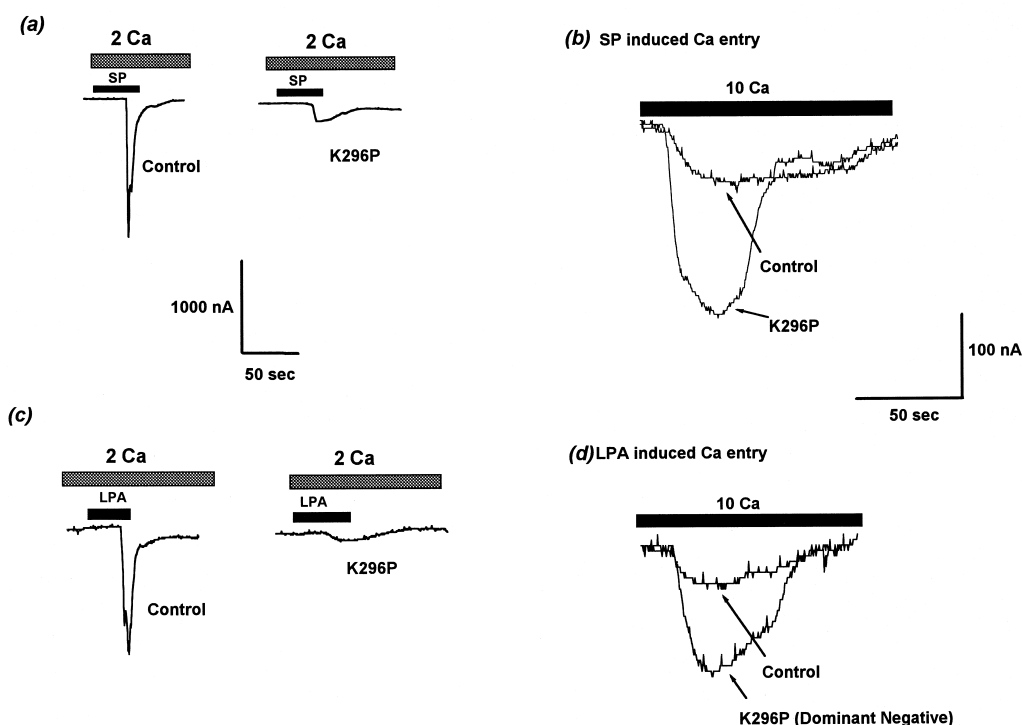 (a)
2 Ca
SP
Control
2 Ca
SP
K296P
1000 nA
50 sec
(b) SP induced Ca entry
10 Ca
Control
K296P
100 nA
50 sec
(c)
2 Ca
LPA
Control
2 Ca
LPA
K296P
(d) LPA induced Ca entry
10 Ca
Control
K296P (Dominant Negative)